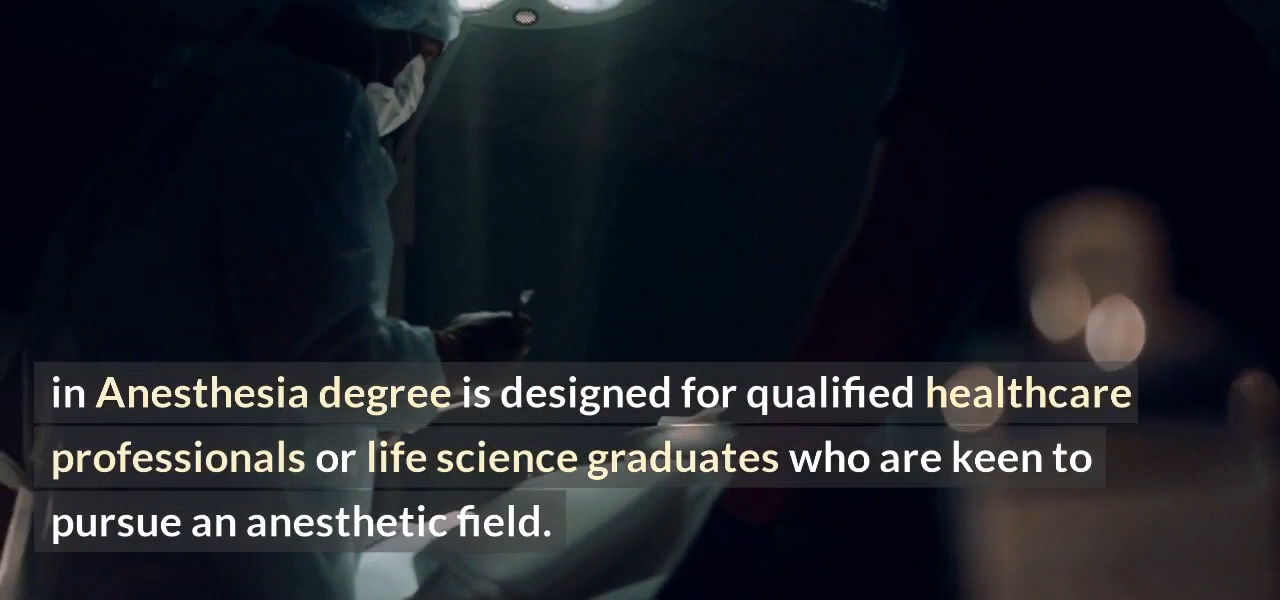 in Anesthesia degree is designed for qualified healthcare
professionals or life science graduates who are keen to
pursue an anesthetic field.